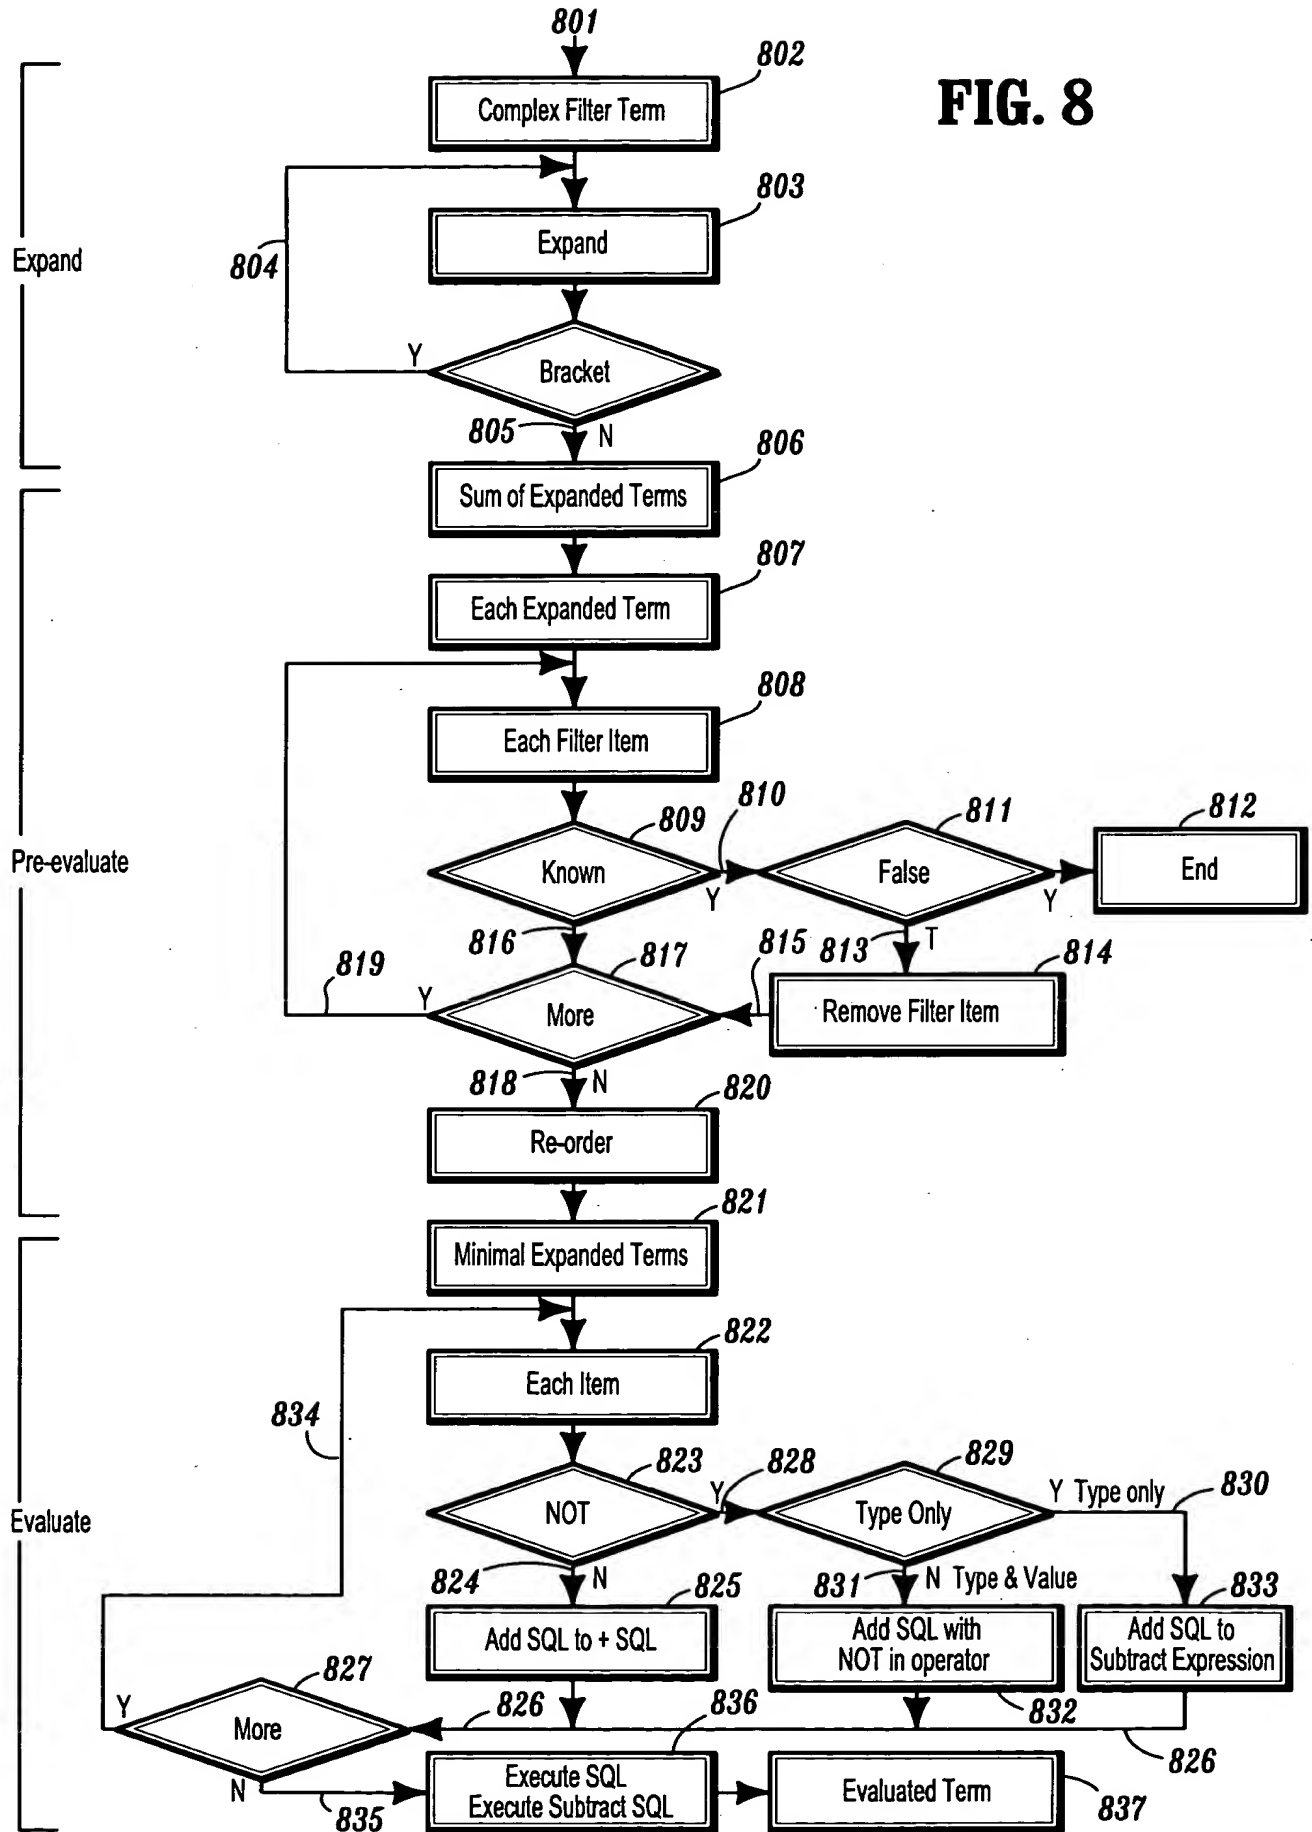 801
802
FIG. 8
Complex Filter Term
803
Expand
Expand
804
Y
Bracket
805
N
806
Sum of Expanded Terms
807
Each Expanded Term
808
Each Filter Item
809
810
811
812
Pre-evaluate
Known
Y
False
Y
End
816
813
T
815
814
819
817
Y
More
Remove Filter Item
818
N
820
Re-order
821
Minimal Expanded Terms
822
Each Item
834
823
828
829
830
Evaluate
NOT
Y
Type Only
Y Type only
824
N
825
831
N Type & Value
833
Add SQL to + SQL
Add SQL with
NOT in operator
Add SQL to
Subtract Expression
827
Y
More
826
836
832
826
N
835
Execute SQL
Execute Subtract SQL
Evaluated Term
837